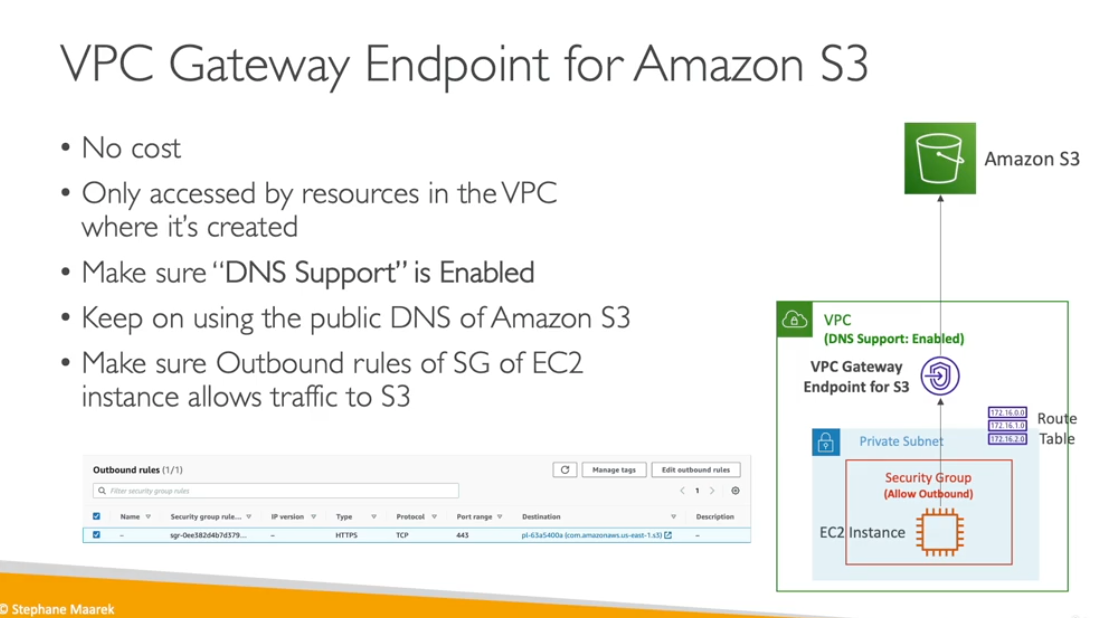 VPC Gateway Endpoint for Amazon S3
• No cost
• Only accessed by resources in the VPC
where it's created
• Make sure "DNS Support" is Enabled
• Keep on using the public DNS of Amazon S3
• Make sure Outbound rules of SG of EC2
instance allows traffic to S3
Amazon S3
VPC
(DNS Support: Enabled)
VPC Gateway
Endpoint for S3
172.16.0.0
172.16.1.0
172.16.2.0
Route
Table
Private Subnet
Security Group
(Allow Outbound)
EC2 Instance
Outbound rules (1/1)
Manage tags
Edit outbound rules
Filter security group rules
1
Name Security group rule... IP version Type Protocol Port range Destination Description
– sgr-0ee382d4b7d379... – HTTPS TCP 443 pl-63a5400a (com.amazonaws.us-east-1.s3) –
© Stephane Maarek